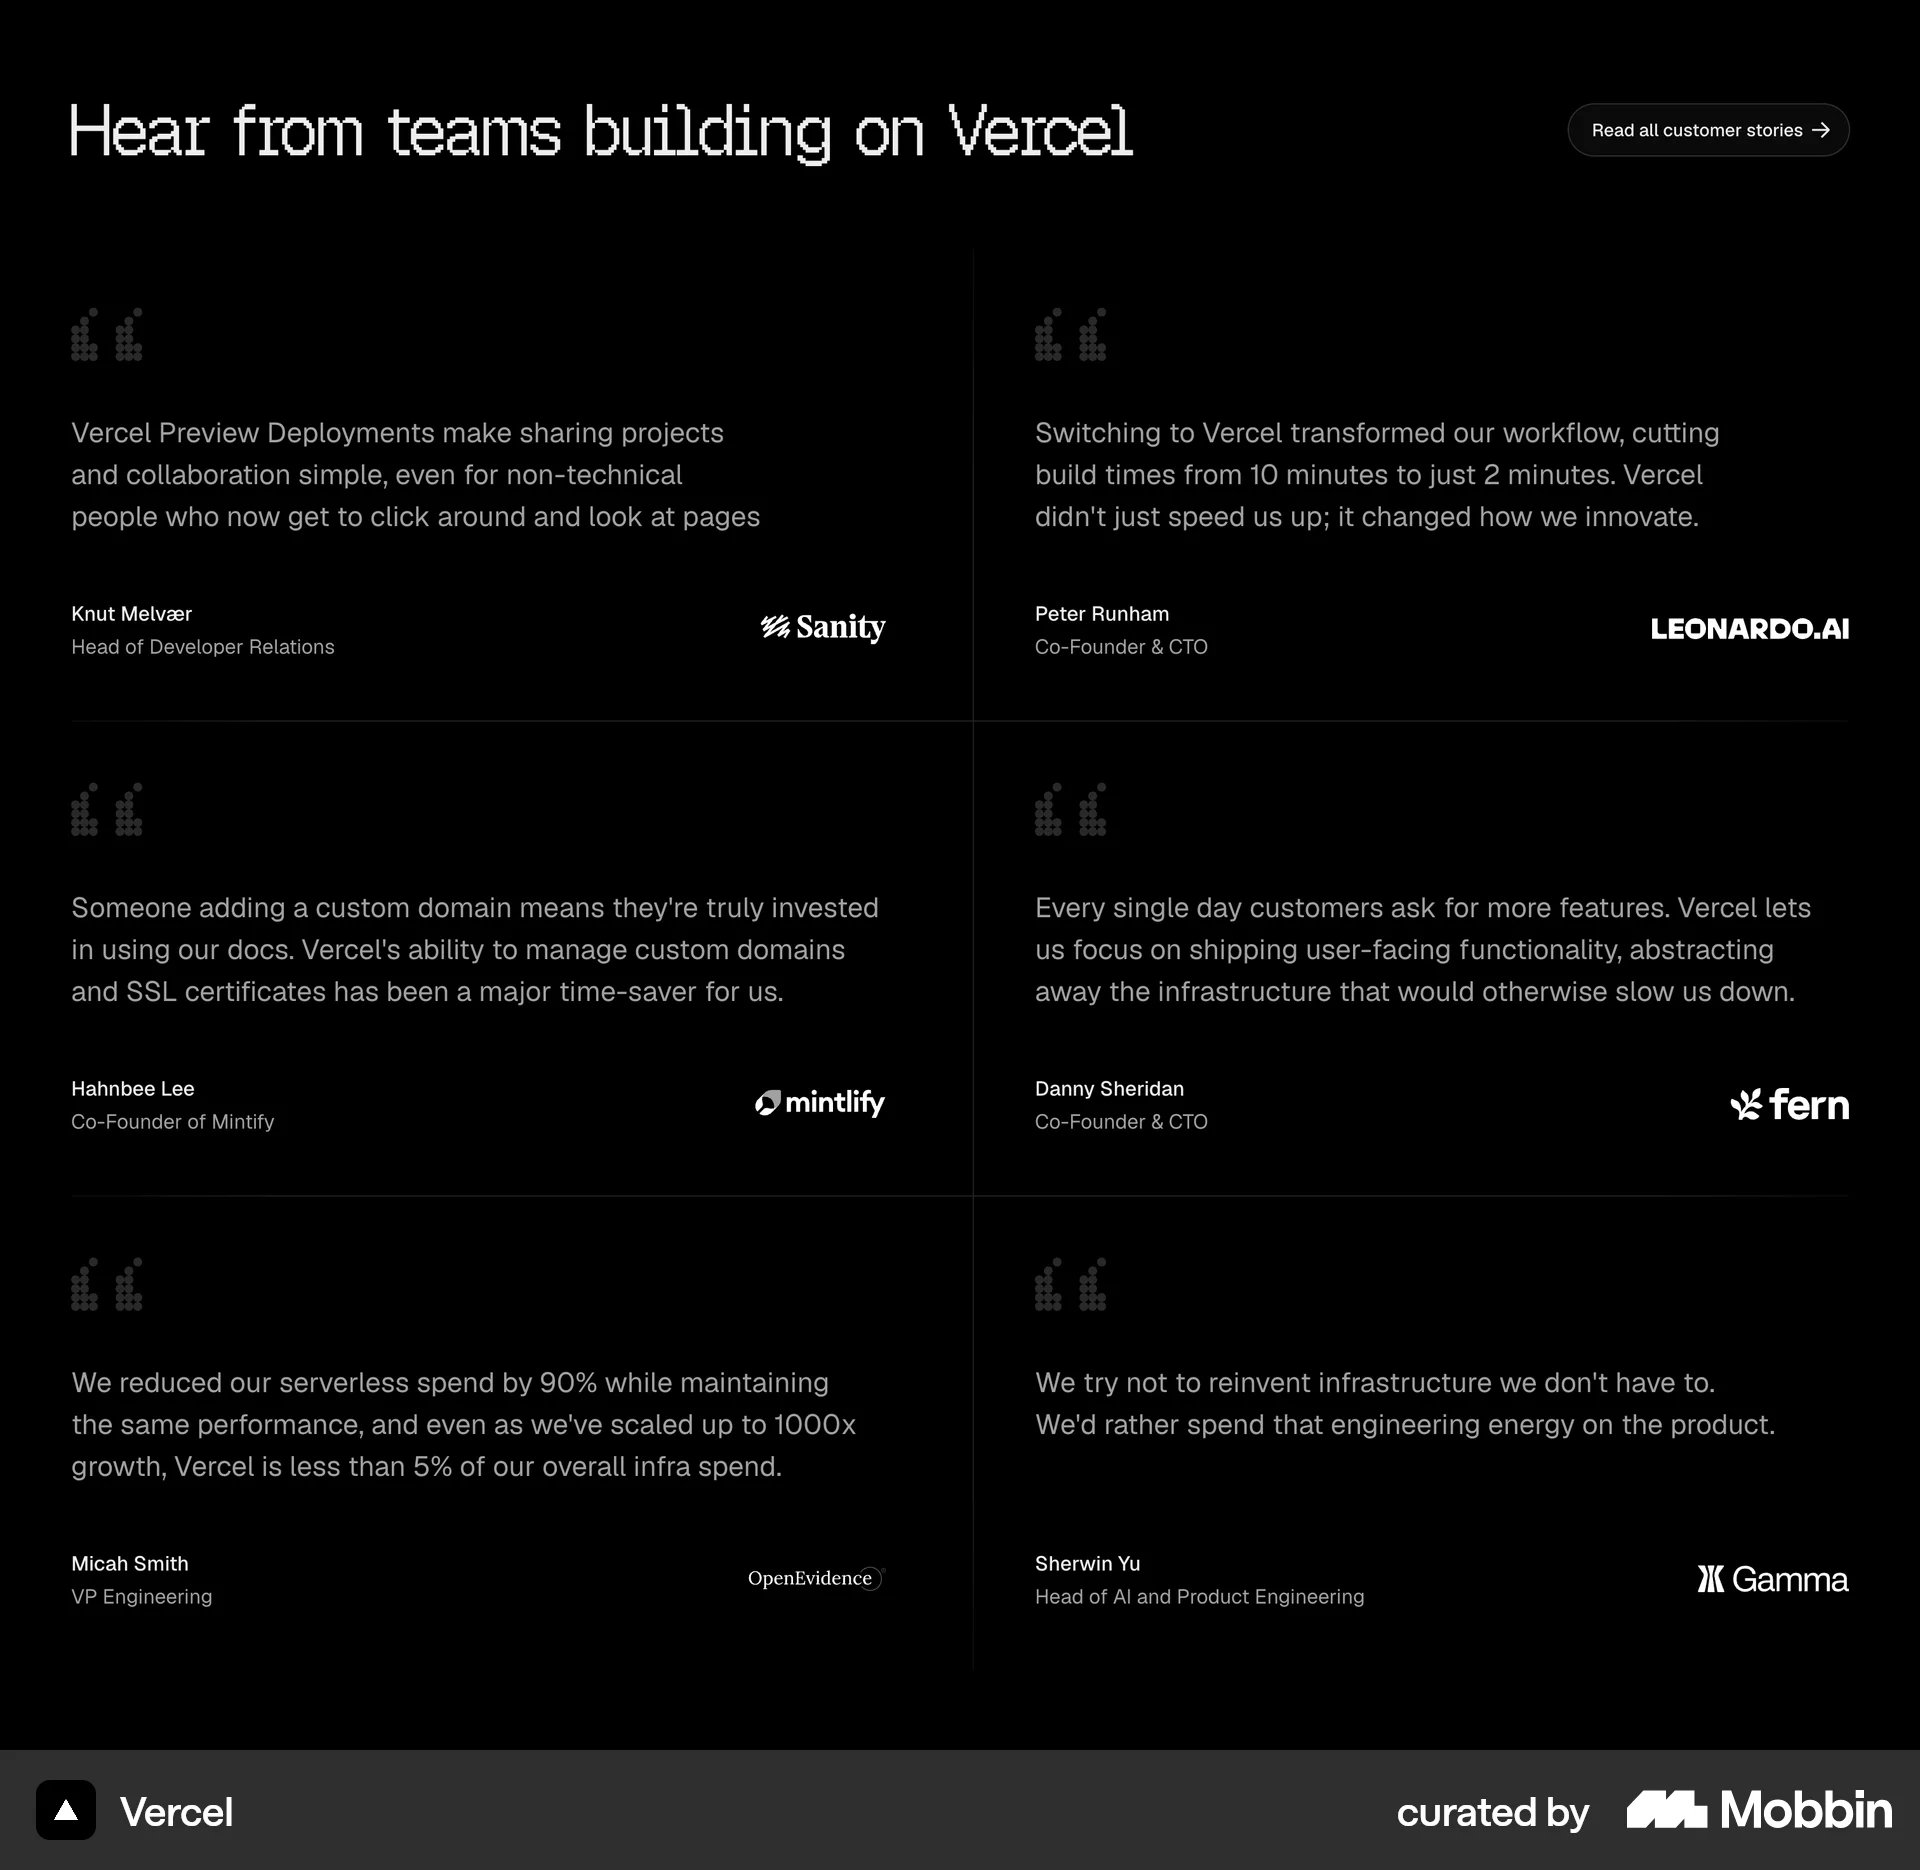 Hear from teams building on Vercel
Read all customer stories →
Vercel Preview Deployments make sharing projects
and collaboration simple, even for non-technical
people who now get to click around and look at pages
Knut Melvær
Head of Developer Relations
Sanity
Switching to Vercel transformed our workflow, cutting
build times from 10 minutes to just 2 minutes. Vercel
didn't just speed us up; it changed how we innovate.
Peter Runham
Co-Founder & CTO
LEONARDO.AI
Someone adding a custom domain means they're truly invested
in using our docs. Vercel's ability to manage custom domains
and SSL certificates has been a major time-saver for us.
Hahnbee Lee
Co-Founder of Mintify
mintlify
Every single day customers ask for more features. Vercel lets
us focus on shipping user-facing functionality, abstracting
away the infrastructure that would otherwise slow us down.
Danny Sheridan
Co-Founder & CTO
fern
We reduced our serverless spend by 90% while maintaining
the same performance, and even as we've scaled up to 1000x
growth, Vercel is less than 5% of our overall infra spend.
Micah Smith
VP Engineering
OpenEvidence
We try not to reinvent infrastructure we don't have to.
We'd rather spend that engineering energy on the product.
Sherwin Yu
Head of AI and Product Engineering
Gamma
Vercel
curated by Mobbin